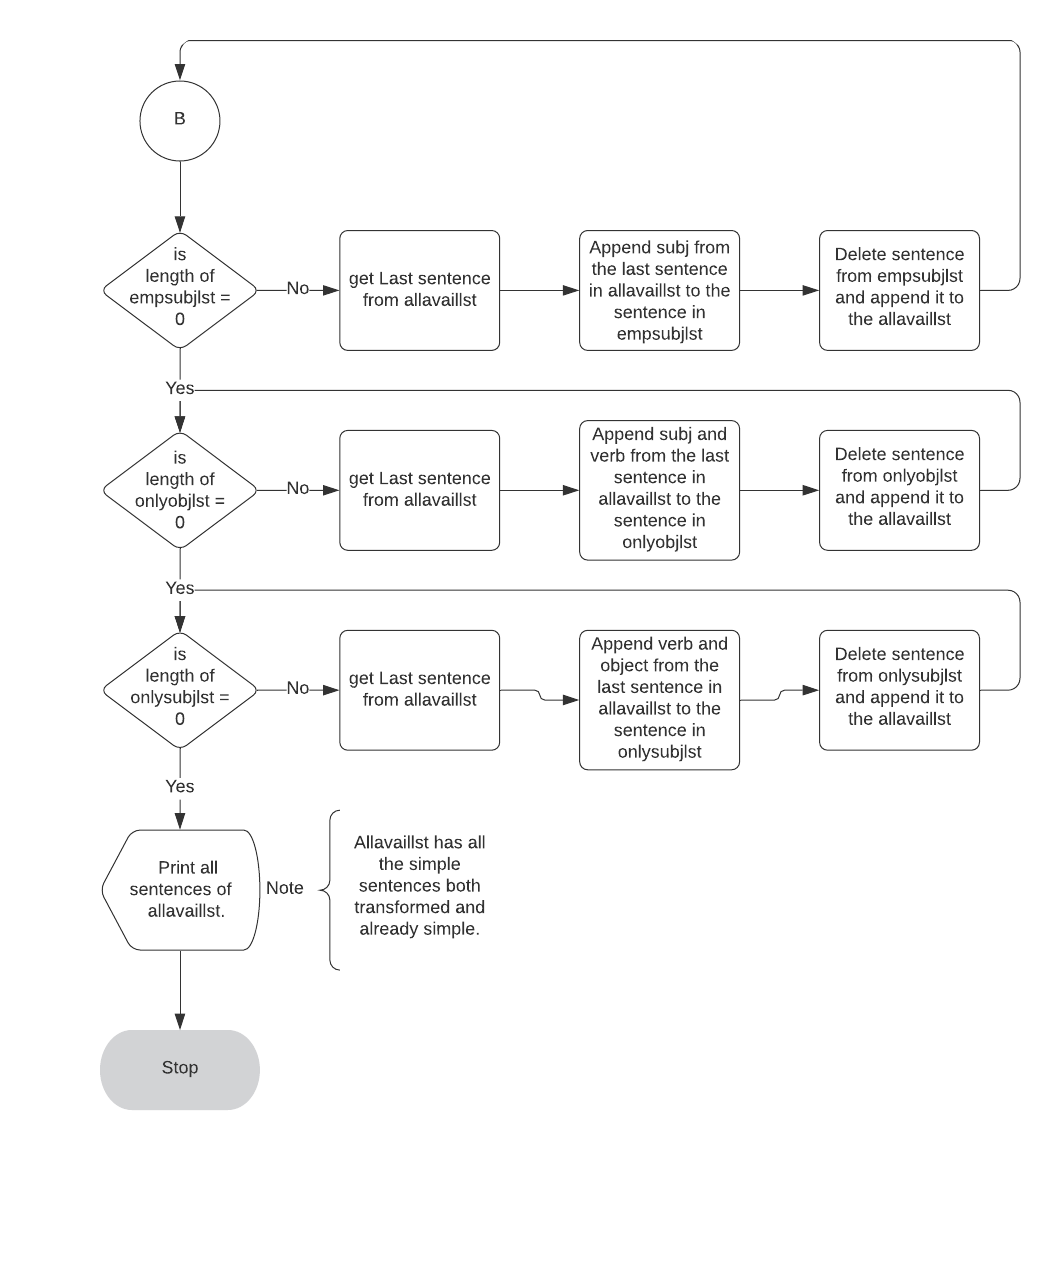 B
is
length of
empsubjlst =
0
No
get Last sentence
from allavaillst
Append subj from
the last sentence
in allavaillst to the
sentence in
empsubjlst
Delete sentence
from empsubjlst
and append it to
the allavaillst
Yes
is
length of
onlyobjlst =
0
No
get Last sentence
from allavaillst
Append subj and
verb from the last
sentence in
allavaillst to the
sentence in
onlyobjlst
Delete sentence
from onlyobjlst
and append it to
the allavaillst
Yes
is
length of
onlysubjlst =
0
No
get Last sentence
from allavaillst
Append verb and
object from the
last sentence in
allavaillst to the
sentence in
onlysubjlst
Delete sentence
from onlysubjlst
and append it to
the allavaillst
Yes
Print all
sentences of
allavaillst.
Note
Allavaillst has all
the simple
sentences both
transformed and
already simple.
Stop